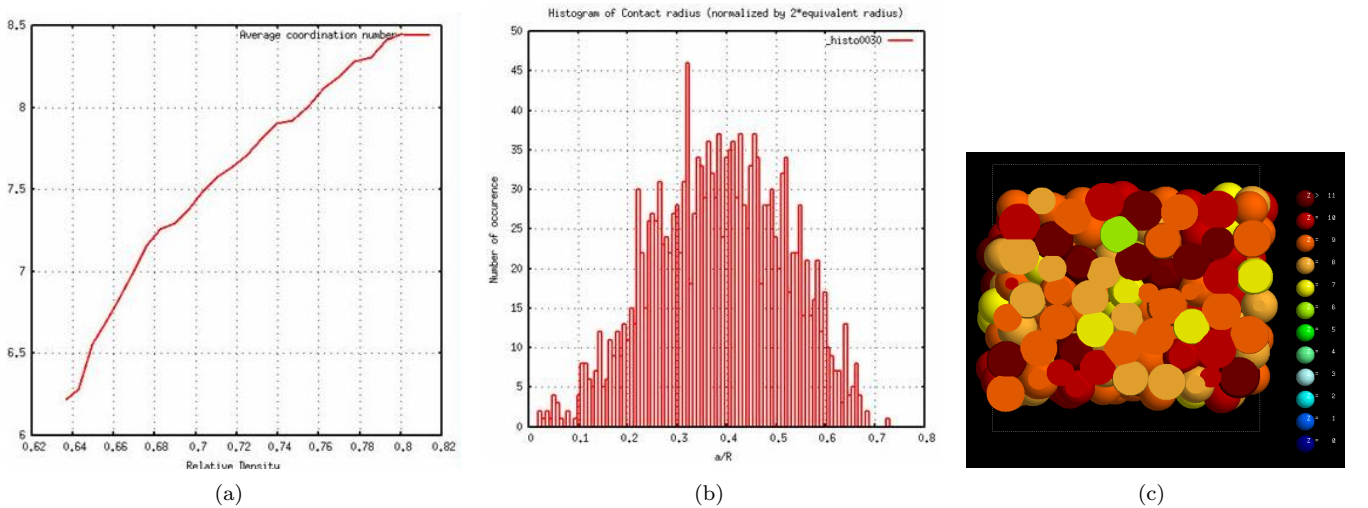 Average coordination number
8.5
8
7.5
7
6.5
6
0.62 0.64 0.66 0.68 0.7 0.72 0.74 0.76 0.78 0.8 0.82
Relative Density
(a)
Histogram of Contact radius (normalized by 2*equivalent radius)
_histo0030
Number of occurence
50
45
40
35
30
25
20
15
10
5
0
0 0.1 0.2 0.3 0.4 0.5 0.6 0.7 0.8
a/R
(b)
Z > 11
Z = 10
Z = 9
Z = 8
Z = 7
Z = 6
Z = 5
Z = 4
Z = 3
Z = 2
Z = 1
Z = 0
(c)